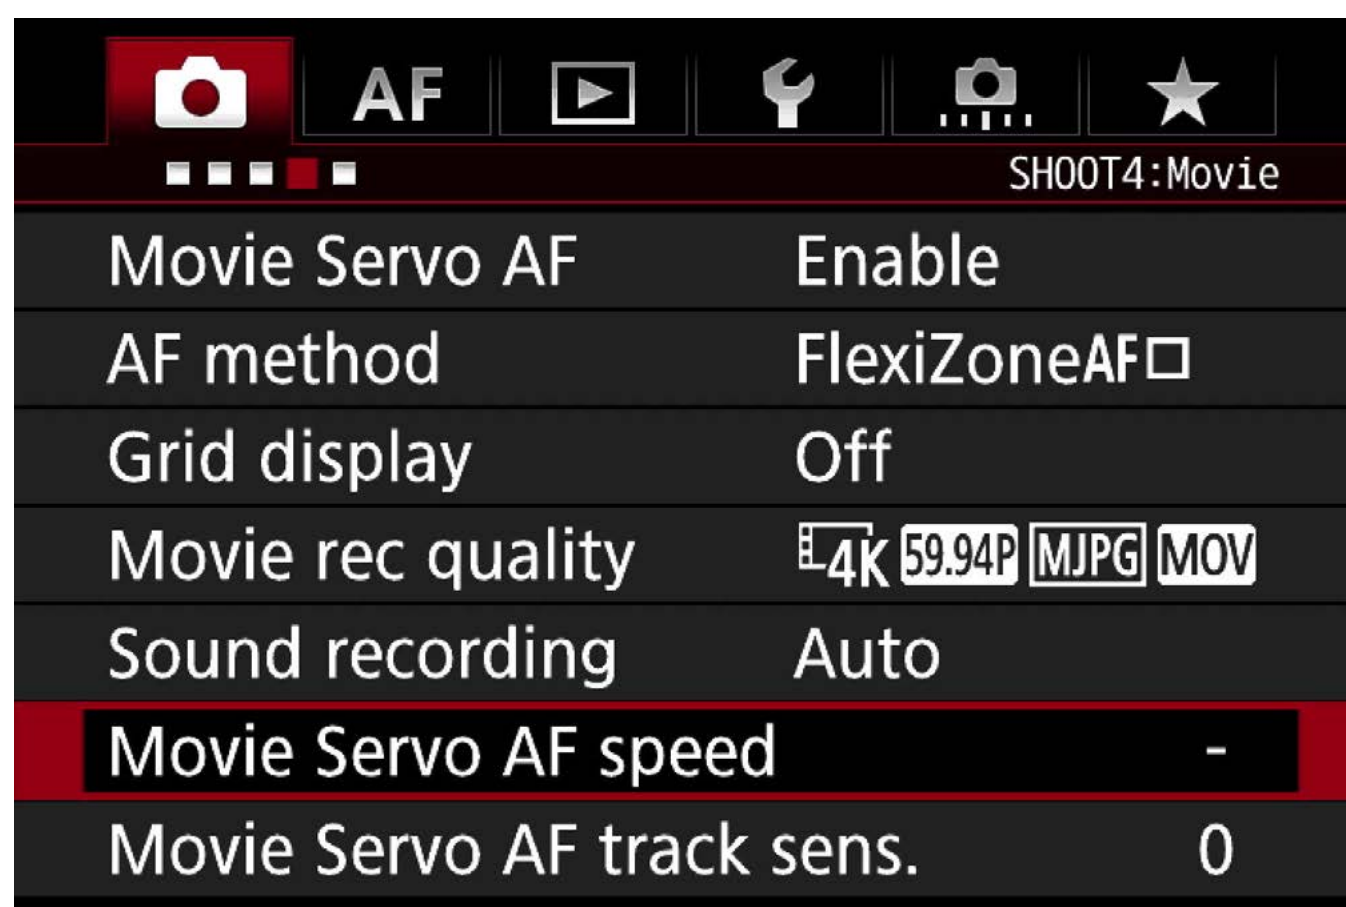 AF
SHOOT4:Movie
Movie Servo AF Enable
AF method FlexiZoneAF□
Grid display Off
Movie rec quality 4K 59.94P MJPG MOV
Sound recording Auto
Movie Servo AF speed -
Movie Servo AF track sens. 0